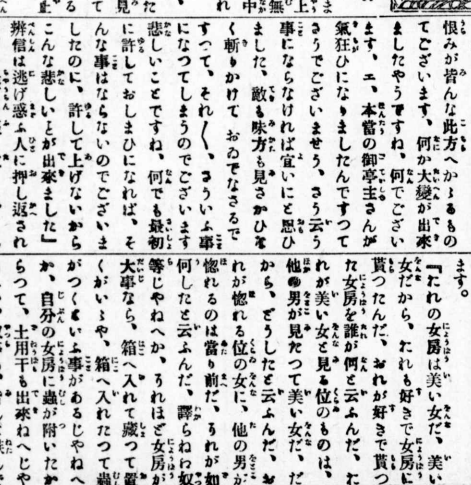 恨みが皆んな此方へかゝるもの
てございます、何か大變が出來
ましたやうですね、何でござい
ます、エ、本當の御亭主さんが
氣狂ひになりましたんですつて
さうでございませう、さう云う
事にならなければ宜いにと思ひ
ました、敵も味方も見さかひな
く斬りかけて おゐでなさるで
すつて、それ〳〵、さういふ事
になつてしまうのでございます
悲しいことですね、何でも最初
に許しておしまひになれば、そ
んな事はならないのでございま
したのに、許して上げないから
こんな悲しいとが出來ました』
辨信は逃げ惑ふ人に押し返され
ます。
『たれの女房は美い女だ、美い
女だから、たれも好きで女房に
貰つたんだ、おれが好きで貰つ
た女房を誰が何と云ふんだ、た
れが美い女と見る位のものは、
他の男が見たつて美い女だ、だ
から、どうしたと云ふんだ、お
れが惚れる位の女に、他の男が
惚れるのは當り前だ、うれが如
何したと云ふんだ、譯らねゑ奴
等じやねへか、うれほど女房が
大事なら、箱へ入れて藏つて置
くがいゝや、箱へ入れたつて蟲
がつくといふ事があるじやねへ
か、自分の女房に蟲が附いたか
らつて、土用干も出來ねへじや